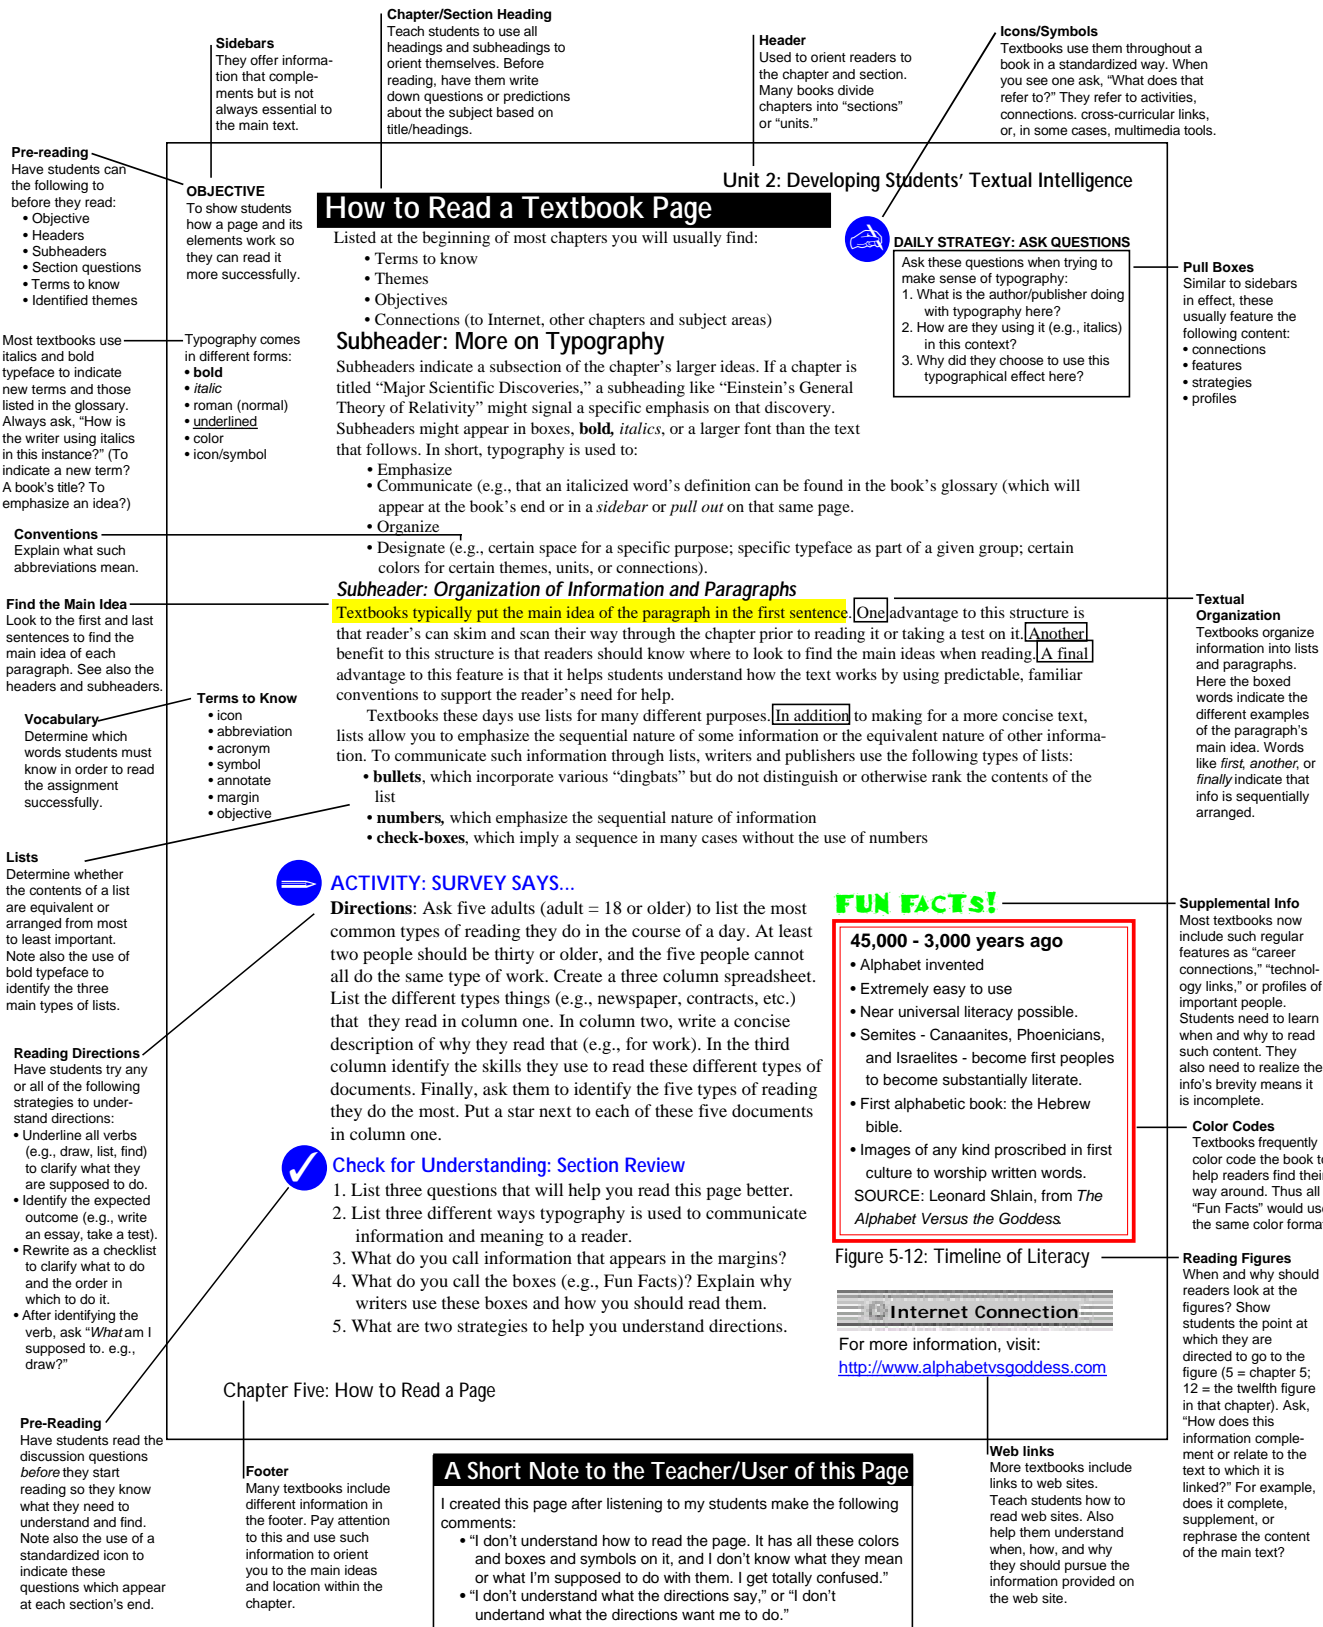 Chapter/Section Heading
Teach students to use all
headings and subheadings to
orient themselves. Before
reading, have them write
down questions or predictions
about the subject based on
title/headings.
Sidebars
They offer informa-
tion that comple-
ments but is not
always essential to
the main text.
Header
Used to orient readers to
the chapter and section.
Many books divide
chapters into “sections”
or “units.”
Icons/Symbols
Textbooks use them throughout a
book in a standardized way. When
you see one ask, “What does that
refer to?” They refer to activities,
connections. cross-curricular links,
or, in some cases, multimedia tools.
Pre-reading
Have students can
the following to
before they read:
• Objective
• Headers
• Subheaders
• Section questions
• Terms to know
• Identified themes
OBJECTIVE
To show students
how a page and its
elements work so
they can read it
more successfully.
Unit 2: Developing Students’ Textual Intelligence
How to Read a Textbook Page
Listed at the beginning of most chapters you will usually find:
• Terms to know
• Themes
• Objectives
• Connections (to Internet, other chapters and subject areas)
DAILY STRATEGY: ASK QUESTIONS
Ask these questions when trying to
make sense of typography:
1. What is the author/publisher doing
with typography here?
2. How are they using it (e.g., italics)
in this context?
3. Why did they choose to use this
typographical effect here?
Pull Boxes
Similar to sidebars
in effect, these
usually feature the
following content:
• connections
• features
• strategies
• profiles
Most textbooks use
italics and bold
typeface to indicate
new terms and those
listed in the glossary.
Always ask, “How is
the writer using italics
in this instance?” (To
indicate a new term?
A book’s title? To
emphasize an idea?)
Typography comes
in different forms:
• bold
• italic
• roman (normal)
• underlined
• color
• icon/symbol
Subheader: More on Typography
Subheaders indicate a subsection of the chapter’s larger ideas. If a chapter is
titled “Major Scientific Discoveries,” a subheading like “Einstein’s General
Theory of Relativity” might signal a specific emphasis on that discovery.
Subheaders might appear in boxes, bold, italics, or a larger font than the text
that follows. In short, typography is used to:
• Emphasize
• Communicate (e.g., that an italicized word’s definition can be found in the book’s glossary (which will
appear at the book’s end or in a sidebar or pull out on that same page.
• Organize
• Designate (e.g., certain space for a specific purpose; specific typeface as part of a given group; certain
colors for certain themes, units, or connections).
Conventions
Explain what such
abbreviations mean.
Subheader: Organization of Information and Paragraphs
Textbooks typically put the main idea of the paragraph in the first sentence. One advantage to this structure is
that reader’s can skim and scan their way through the chapter prior to reading it or taking a test on it. Another
benefit to this structure is that readers should know where to look to find the main ideas when reading. A final
advantage to this feature is that it helps students understand how the text works by using predictable, familiar
conventions to support the reader’s need for help.
Textbooks these days use lists for many different purposes. In addition to making for a more concise text,
lists allow you to emphasize the sequential nature of some information or the equivalent nature of other informa-
tion. To communicate such information through lists, writers and publishers use the following types of lists:
• bullets, which incorporate various “dingbats” but do not distinguish or otherwise rank the contents of the
list
• numbers, which emphasize the sequential nature of information
• check-boxes, which imply a sequence in many cases without the use of numbers
Find the Main Idea
Look to the first and last
sentences to find the
main idea of each
paragraph. See also the
headers and subheaders.
Vocabulary
Determine which
words students must
know in order to read
the assignment
successfully.
Terms to Know
• icon
• abbreviation
• acronym
• symbol
• annotate
• margin
• objective
Textual
Organization
Textbooks organize
information into lists
and paragraphs.
Here the boxed
words indicate the
different examples
of the paragraph’s
main idea. Words
like first, another, or
finally indicate that
info is sequentially
arranged.
Lists
Determine whether
the contents of a list
are equivalent or
arranged from most
to least important.
Note also the use of
bold typeface to
identify the three
main types of lists.
ACTIVITY: SURVEY SAYS...
Directions: Ask five adults (adult = 18 or older) to list the most
common types of reading they do in the course of a day. At least
two people should be thirty or older, and the five people cannot
all do the same type of work. Create a three column spreadsheet.
List the different types things (e.g., newspaper, contracts, etc.)
that they read in column one. In column two, write a concise
description of why they read that (e.g., for work). In the third
column identify the skills they use to read these different types of
documents. Finally, ask them to identify the five types of reading
they do the most. Put a star next to each of these five documents
in column one.
FUN FACTS!
45,000 - 3,000 years ago
• Alphabet invented
• Extremely easy to use
• Near universal literacy possible.
• Semites - Canaanites, Phoenicians,
and Israelites - become first peoples
to become substantially literate.
• First alphabetic book: the Hebrew
bible.
• Images of any kind proscribed in first
culture to worship written words.
SOURCE: Leonard Shlain, from The
Alphabet Versus the Goddess.
Figure 5-12: Timeline of Literacy
Supplemental Info
Most textbooks now
include such regular
features as “career
connections,” “technol-
ogy links,” or profiles of
important people.
Students need to learn
when and why to read
such content. They
also need to realize the
info’s brevity means it
is incomplete.
Color Codes
Textbooks frequently
color code the book to
help readers find their
way around. Thus all
“Fun Facts” would use
the same color format
Reading Directions
Have students try any
or all of the following
strategies to under-
stand directions:
• Underline all verbs
(e.g., draw, list, find)
to clarify what they
are supposed to do.
• Identify the expected
outcome (e.g., write
an essay, take a test).
• Rewrite as a checklist
to clarify what to do
and the order in
which to do it.
• After identifying the
verb, ask “What am I
supposed to. e.g.,
draw?”
Check for Understanding: Section Review
1. List three questions that will help you read this page better.
2. List three different ways typography is used to communicate
information and meaning to a reader.
3. What do you call information that appears in the margins?
4. What do you call the boxes (e.g., Fun Facts)? Explain why
writers use these boxes and how you should read them.
5. What are two strategies to help you understand directions.
Internet Connection
For more information, visit:
http://www.alphabetvsgoddess.com
Reading Figures
When and why should
readers look at the
figures? Show
students the point at
which they are
directed to go to the
figure (5 = chapter 5;
12 = the twelfth figure
in that chapter). Ask,
“How does this
information comple-
ment or relate to the
text to which it is
linked?” For example,
does it complete,
supplement, or
rephrase the content
of the main text?
Chapter Five: How to Read a Page
Pre-Reading
Have students read the
discussion questions
before they start
reading so they know
what they need to
understand and find.
Note also the use of a
standardized icon to
indicate these
questions which appear
at each section’s end.
Footer
Many textbooks include
different information in
the footer. Pay attention
to this and use such
information to orient
you to the main ideas
and location within the
chapter.
A Short Note to the Teacher/User of this Page
I created this page after listening to my students make the following
comments:
• “I don’t understand how to read the page. It has all these colors
and boxes and symbols on it, and I don’t know what they mean
or what I’m supposed to do with them. I get totally confused.”
• “I don’t understand what the directions say,” or “I don’t
undertand what the directions want me to do.”
Web links
More textbooks include
links to web sites.
Teach students how to
read web sites. Also
help them understand
when, how, and why
they should pursue the
information provided on
the web site.